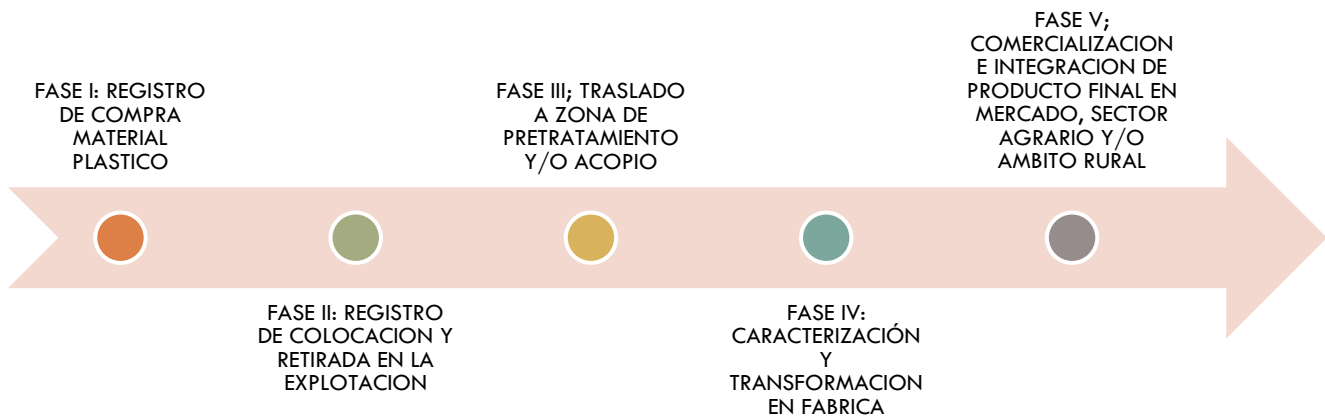 FASE I: REGISTRO
DE COMPRA
MATERIAL
PLASTICO
FASE II: REGISTRO
DE COLOCACION Y
RETIRADA EN LA
EXPLOTACION
FASE III; TRASLADO
A ZONA DE
PRETRATAMIENTO
Y/O ACOPIO
FASE IV:
CARACTERIZACIÓN
Y
TRANSFORMACION
EN FABRICA
FASE V;
COMERCIALIZACION
E INTEGRACION DE
PRODUCTO FINAL EN
MERCADO, SECTOR
AGRARIO Y/O
AMBITO RURAL